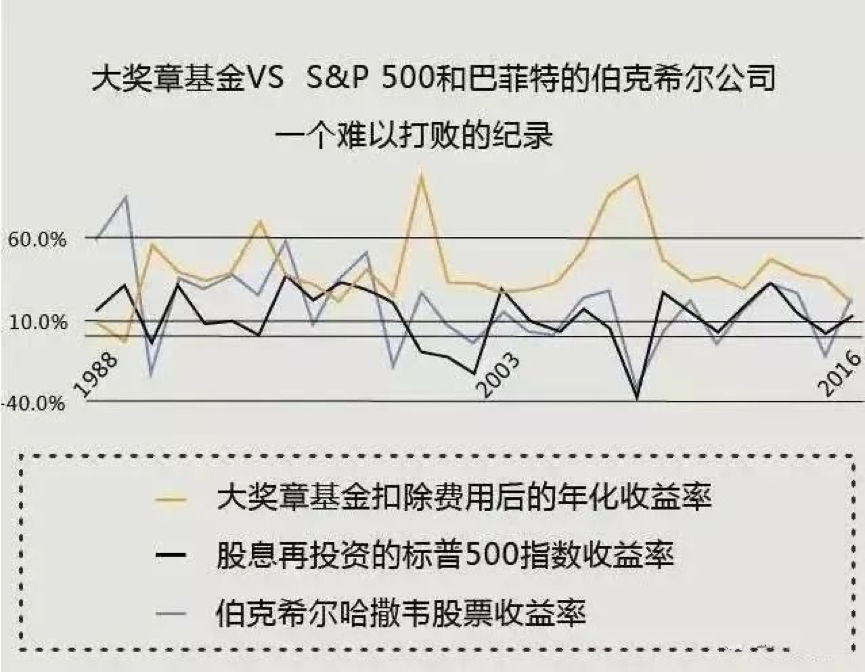 大奖章基金VS S&P 500和巴菲特的伯克希尔公司
一个难以打败的纪录
60.0%
10.0%
-40.0%
1988
2003
2016
大奖章基金扣除费用后的年化收益率
股息再投资的标普500指数收益率
伯克希尔哈撒韦股票收益率